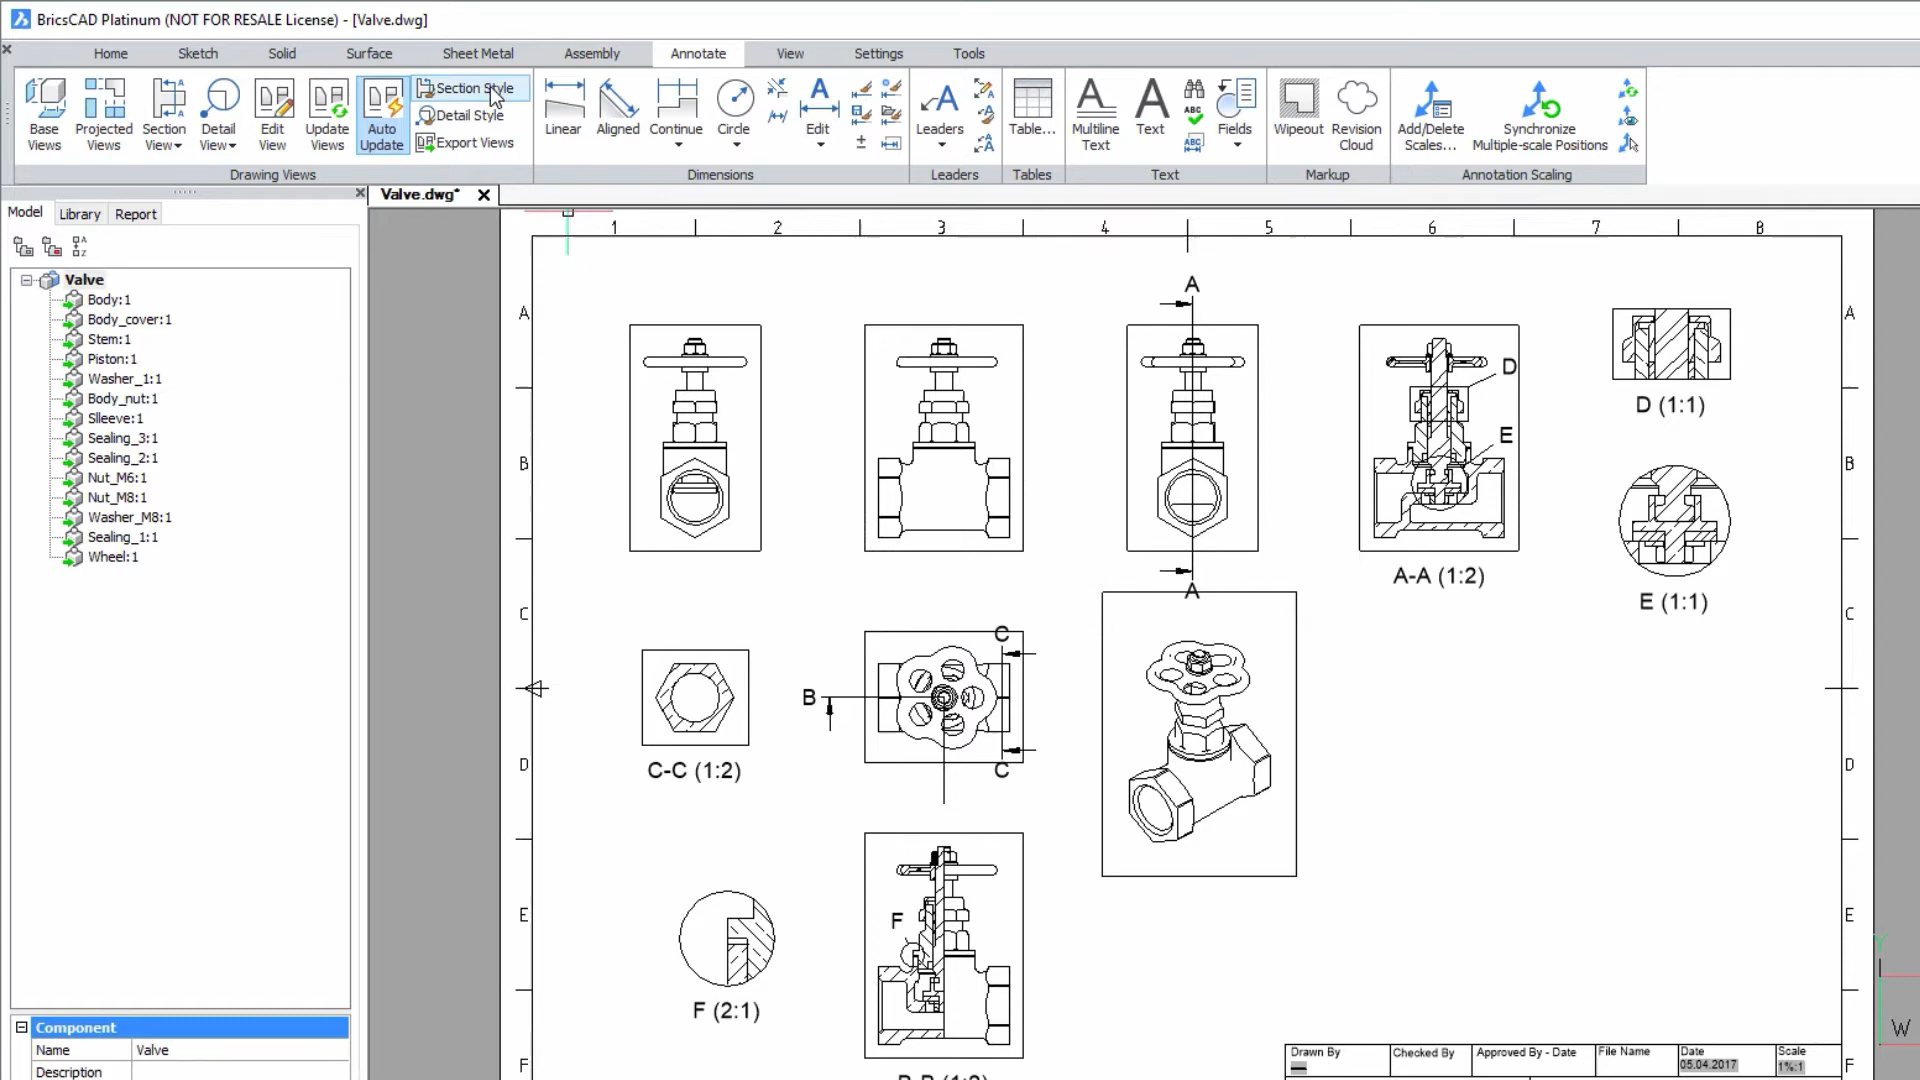 BricsCAD Platinum (NOT FOR RESALE License) - [Valve.dwg]
Home Sketch Solid Surface Sheet Metal Assembly Annotate View Settings Tools
Base Views
Projected Views
Section View
Detail View
Edit View
Update Views
Auto Update
Section Style
Detail Style
Export Views
Linear
Aligned
Continue
Circle
Edit
Leaders
Table...
Multiline Text
Text
ABC
ABC
Fields
Wipeout
Revision Cloud
Add/Delete Scales...
Synchronize Multiple-scale Positions
Drawing Views Dimensions Leaders Tables Text Markup Annotation Scaling
Valve.dwg*
Model Library Report
Valve
Body:1
Body_cover:1
Stem:1
Piston:1
Washer_1:1
Body_nut:1
Slleeve:1
Sealing_3:1
Sealing_2:1
Nut_M6:1
Nut_M8:1
Washer_M8:1
Sealing_1:1
Wheel:1
Component
Name Valve
Description
1 2 3 4 5 6 7 8
A
A A
D
D (1:1)
E
B B
A-A (1:2)
A
E (1:1)
C C
C
B
C-C (1:2)
C
D D
F
E E
F (2:1)
W
Drawn By Checked By Approved By - Date File Name Date Scale
05.04.2017 1%:1
F F